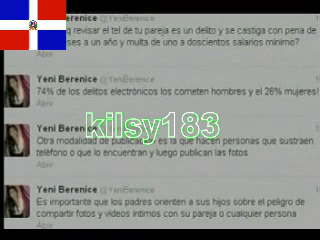 q revisar el tel de tu pareja es un delito y se castiga con pena de
ses a un año y multa de uno a doscientos salarios minimo?
Abrir
Yeni Berenice @YeniBerenice
74% de los delitos electrónicos los cometen hombres y el 26% mujeres!
Abrir
kilsy183
Yeni Berenice @YeniBerenice
Otra modalidad de es la que hacen personas que sustraen
teléfono o que lo encuentran y luego publican las fotos
Abrir
Yeni Berenice @YeniBerenice
Es importante que los padres orienten a sus hijos sobre el peligro de
compartir fotos y vídeos íntimos con su pareja o cualquier persona
Abrir